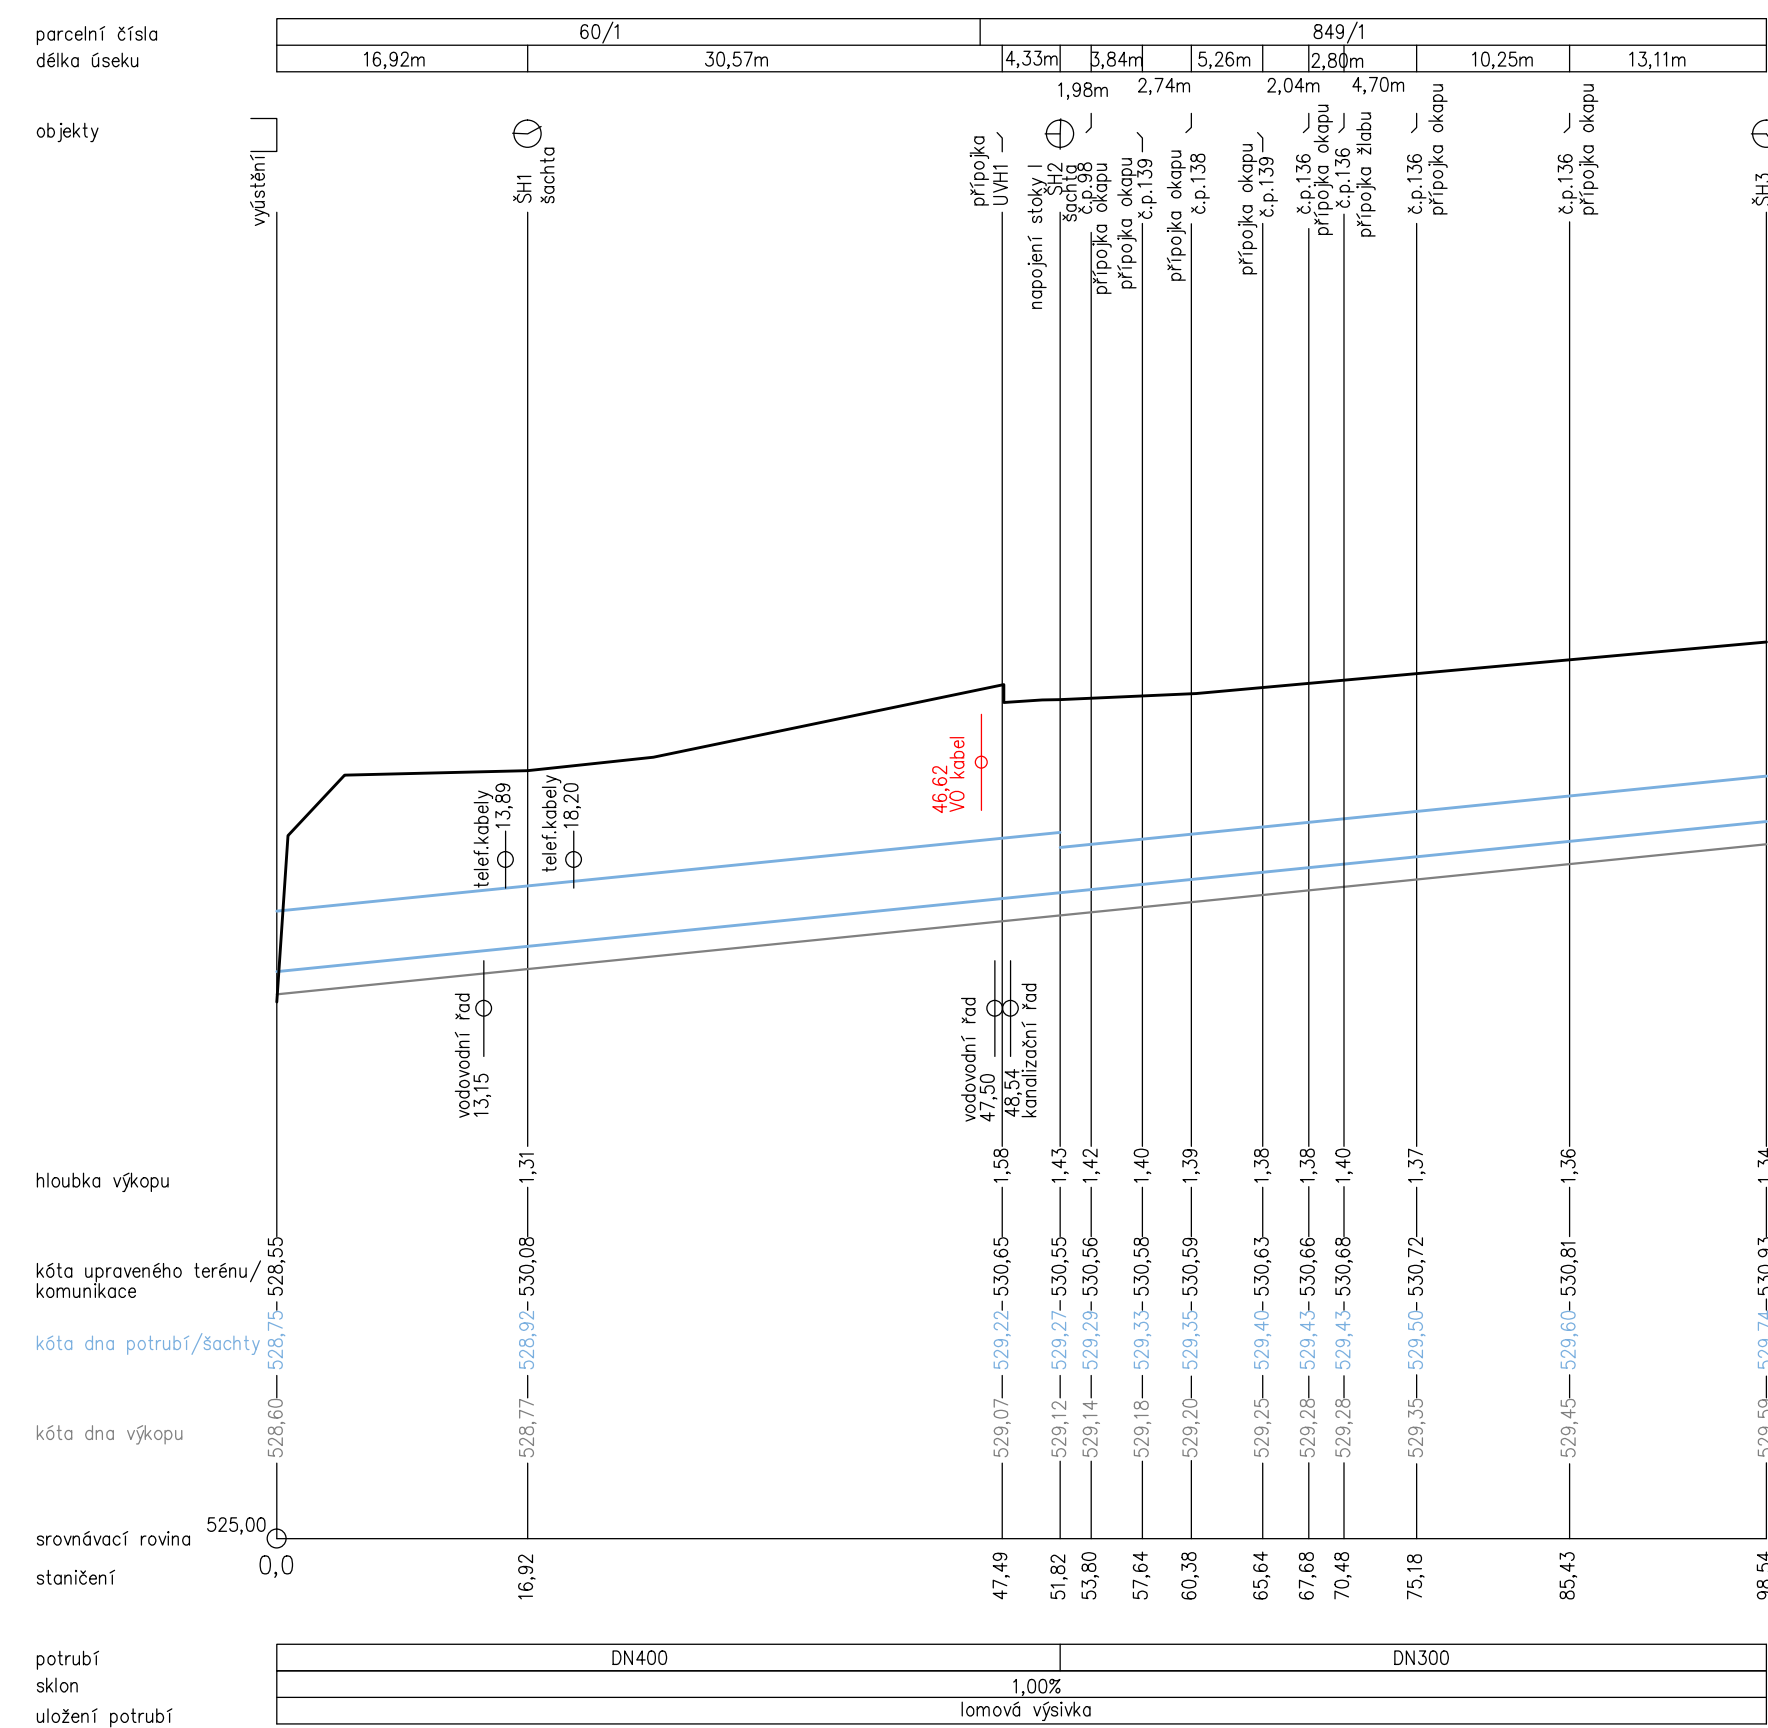 parcelní čísla 60/1 849/1
délka úseku 16,92m 30,57m 4,33m 3,84m 5,26m 2,80m 10,25m 13,11m
1,98m 2,74m 2,04m 4,70m
objekty
vyústění
ŠH1
šachta
přípojka
UVH1
napojení stoky I
ŠH2
šachta
č.p.98
přípojka okapu
přípojka okapu
č.p.139
přípojka okapu
č.p.138
přípojka okapu
č.p.139
č.p.136
přípojka okapu
č.p.136
přípojka žlabu
č.p.136
přípojka okapu
č.p.136
přípojka okapu
ŠH3
telef.kabely
13,89
telef.kabely
18,20
46,62
VO kabel
vodovodní řad
13,15
vodovodní řad
47,50
48,54
kanalizační řad
hloubka výkopu 1,31 1,58 1,43 1,42 1,40 1,39 1,38 1,38 1,40 1,37 1,36 1,34
kóta upraveného terénu/
komunikace
528,55 530,08 530,65 530,55 530,56 530,58 530,59 530,63 530,66 530,68 530,72 530,81 530,93
kóta dna potrubí/šachty 528,75 528,92 529,22 529,27 529,29 529,33 529,35 529,40 529,43 529,43 529,50 529,60 529,74
kóta dna výkopu 528,60 528,77 529,07 529,12 529,14 529,18 529,20 529,25 529,28 529,28 529,35 529,45 529,59
srovnávací rovina 525,00
staničení 0,0 16,92 47,49 51,82 53,80 57,64 60,38 65,64 67,68 70,48 75,18 85,43 98,54
potrubí DN400 DN300
sklon 1,00%
uložení potrubí lomová výsivka